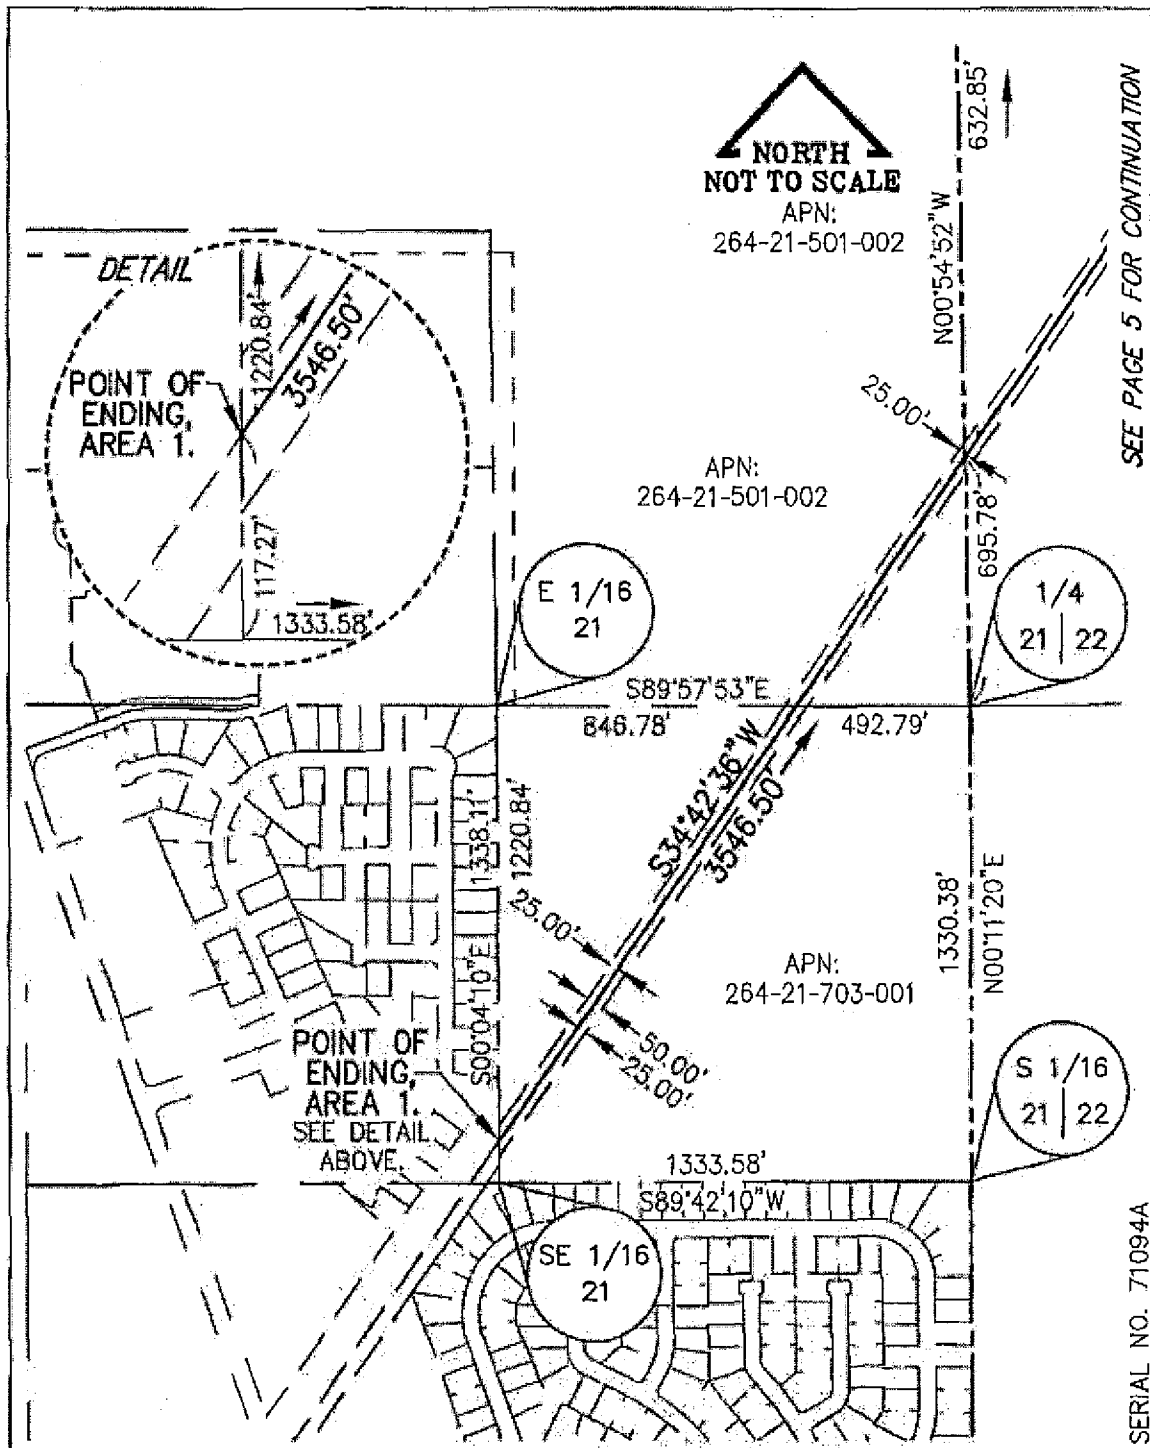 NORTH
NOT TO SCALE
APN:
264-21-501-002
632.85'
N00°54'52"W
SEE PAGE 5 FOR CONTINUATION
DETAIL
1220.84'
3546.50'
POINT OF
ENDING,
AREA 1.
117.27'
1333.58'
25.00'
APN:
264-21-501-002
695.78'
E 1/16
21
1/4
21 | 22
S89°57'53"E
846.78'
492.79'
S34°42'36"W
3546.50'
1338.11'
1220.84'
S00°04'10"E
25.00'
1330.38'
N00°11'20"E
APN:
264-21-703-001
50.00'
25.00'
POINT OF
ENDING,
AREA 1.
SEE DETAIL
ABOVE.
S 1/16
21 | 22
1333.58'
S89°42'10"W
SE 1/16
21
SERIAL NO. 71094A